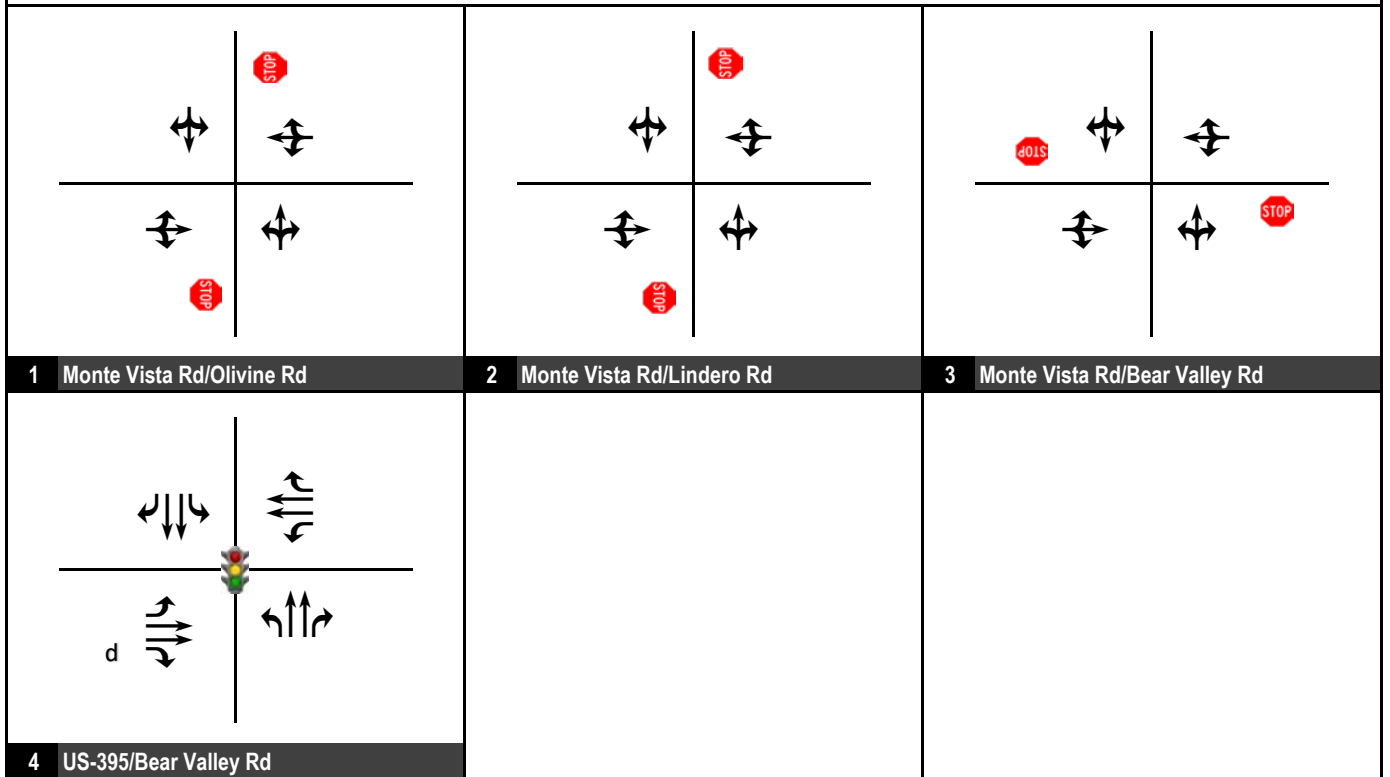 STOP
STOP
STOP
STOP
STOP
STOP
1 Monte Vista Rd/Olivine Rd
2 Monte Vista Rd/Lindero Rd
3 Monte Vista Rd/Bear Valley Rd
d
4 US-395/Bear Valley Rd